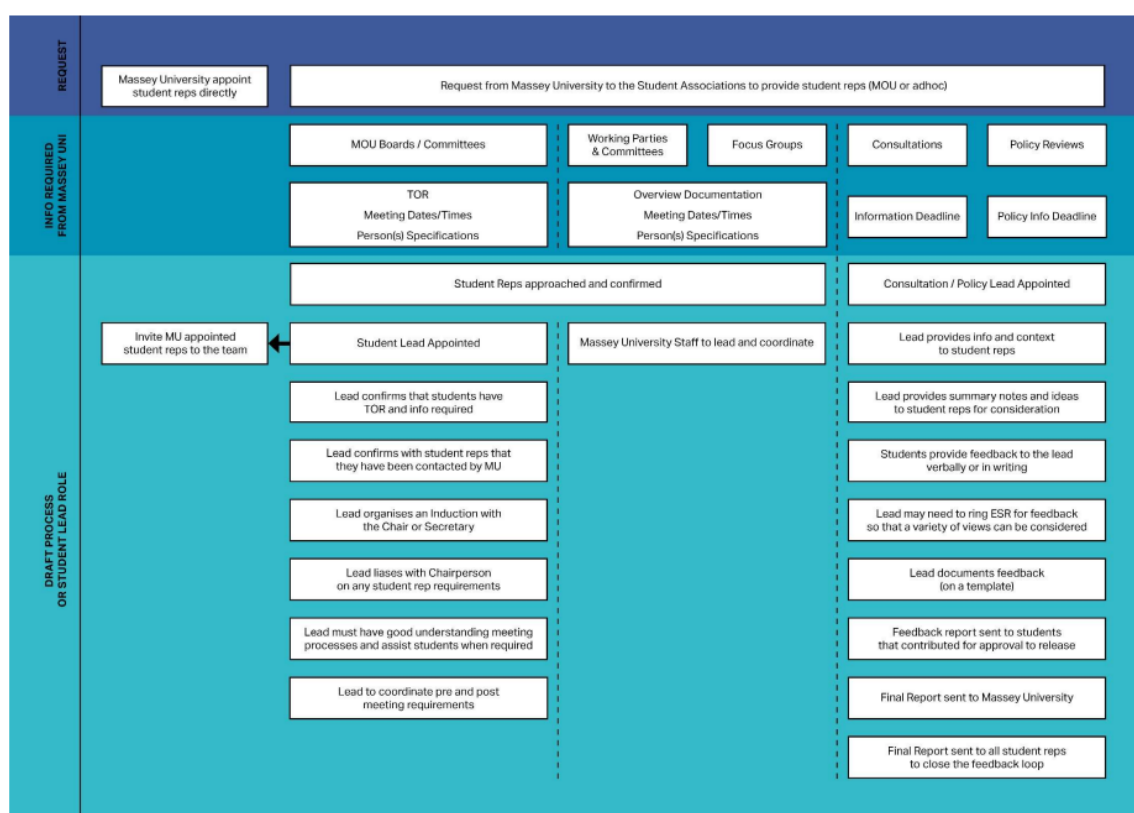 REQUEST
Massey University appoint
student reps directly
Request from Massey University to the Student Associations to provide student reps (MOU or adhoc)
INFO REQUIRED
FROM MASSEY UNI
MOU Boards / Committees
Working Parties
& Committees
Focus Groups
Consultations
Policy Reviews
TOR
Meeting Dates/Times
Person(s) Specifications
Overview Documentation
Meeting Dates/Times
Person(s) Specifications
Information Deadline
Policy Info Deadline
DRAFT PROCESS
OR STUDENT LEAD ROLE
Student Reps approached and confirmed
Consultation / Policy Lead Appointed
Invite MU appointed
student reps to the team
Student Lead Appointed
Massey University Staff to lead and coordinate
Lead provides info and context
to student reps
Lead confirms that students have
TOR and info required
Lead provides summary notes and ideas
to student reps for consideration
Lead confirms with student reps that
they have been contacted by MU
Students provide feedback to the lead
verbally or in writing
Lead organises an Induction with
the Chair or Secretary
Lead may need to ring ESR for feedback
so that a variety of views can be considered
Lead liases with Chairperson
on any student rep requirements
Lead documents feedback
(on a template)
Lead must have good understanding meeting
processes and assist students when required
Feedback report sent to students
that contributed for approval to release
Lead to coordinate pre and post
meeting requirements
Final Report sent to Massey University
Final Report sent to all student reps
to close the feedback loop